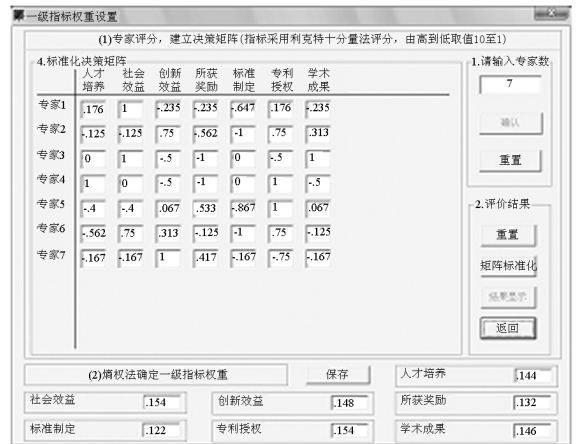 一级指标权重设置
(1)专家评分，建立决策矩阵(指标采用利克特十分量法评分，由高到低取值10至1)
4.标准化决策矩阵
人才培养 社会效益 创新效益 所获奖励 标准制定 专利授权 学术成果
专家1 .176 1 -.235 -.235 -.647 .176 -.235
专家2 -.125 -.125 .75 -.562 -1 .75 .313
专家3 0 1 -.5 -1 0 -.5 1
专家4 1 0 -.5 -1 0 1 -.5
专家5 -.4 -.4 .067 .533 -.867 1 .067
专家6 -.562 .75 .313 -.125 -1 .75 -.125
专家7 -.167 -.167 1 .417 -.167 -.75 -.167
1.请输入专家数
7
确认
重置
2.评价结果
重置
矩阵标准化
结果显示
返回
(2)熵权法确定一级指标权重 保存 人才培养 .144
社会效益 .154 创新效益 .148 所获奖励 .132
标准制定 .122 专利授权 .154 学术成果 .146